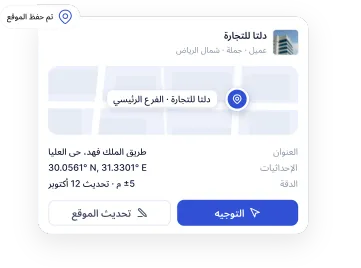 تم حفظ الموقع
دلتا للتجارة
عميل · جملة · شمال الرياض
دلتا للتجارة · الفرع الرئيسي
العنوان طريق الملك فهد، حي العليا
الإحداثيات 30.0561° N, 31.3301° E
الدقة ±5 م · تحديث 12 أكتوبر
التوجيه تحديث الموقع